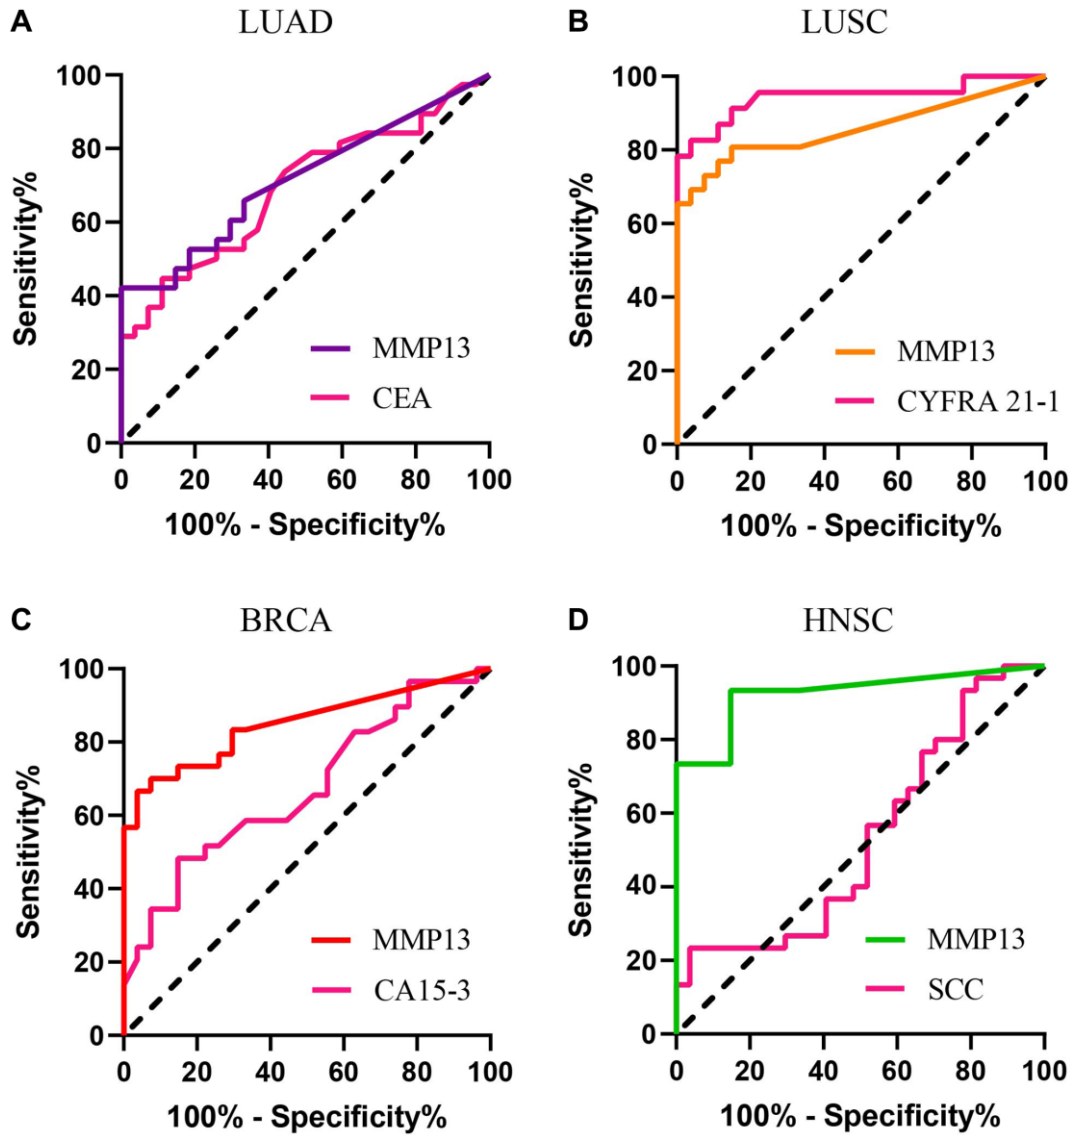 A
LUAD
Sensitivity%
100
80
60
40
20
0
MMP13
CEA
0 20 40 60 80 100
100% - Specificity%
B
LUSC
Sensitivity%
100
80
60
40
20
0
MMP13
CYFRA 21-1
0 20 40 60 80 100
100% - Specificity%
C
BRCA
Sensitivity%
100
80
60
40
20
0
MMP13
CA15-3
0 20 40 60 80 100
100% - Specificity%
D
HNSC
Sensitivity%
100
80
60
40
20
0
MMP13
SCC
0 20 40 60 80 100
100% - Specificity%